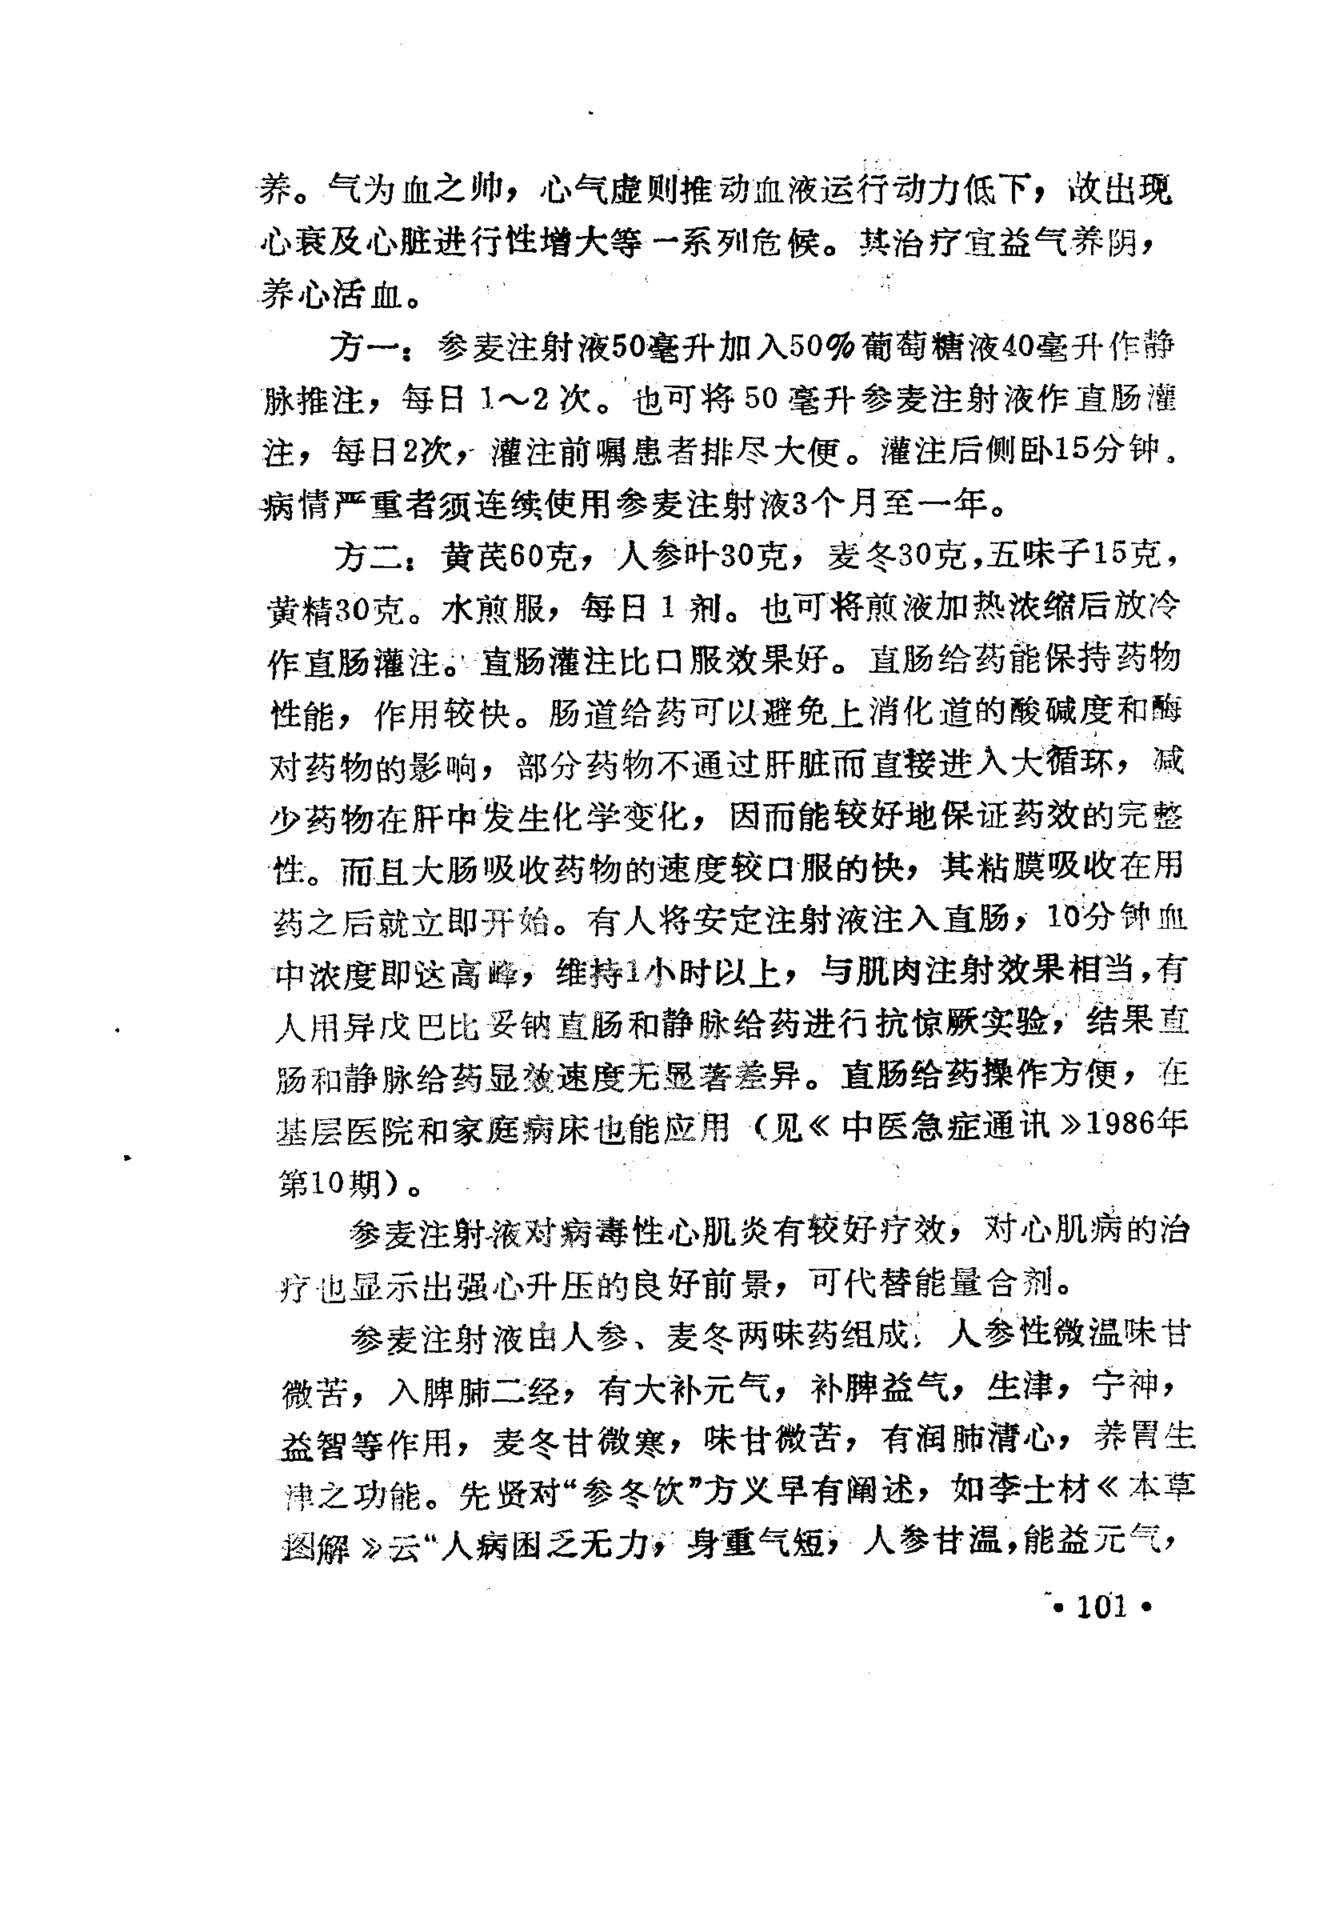 养。气为血之帅，心气虚则推动血液运行动力低下，故出现
心衰及心脏进行性增大等一系列危候。其治疗宜益气养阴，
养心活血。
方一：参麦注射液50毫升加入50％葡萄糖液40毫升作静
脉推注，每日1～2次。也可将50毫升参麦注射液作直肠灌
注，每日2次，灌注前嘱患者排尽大便。灌注后侧卧15分钟。
病情严重者须连续使用参麦注射液3个月至一年。
方二：黄芪60克，人参叶30克，麦冬30克，五味子15克，
黄精30克。水煎服，每日1剂。也可将煎液加热浓缩后放冷
作直肠灌注。直肠灌注比口服效果好。直肠给药能保持药物
性能，作用较快。肠道给药可以避免上消化道的酸碱度和酶
对药物的影响，部分药物不通过肝脏而直接进入大循环，减
少药物在肝中发生化学变化，因而能较好地保证药效的完整
性。而且大肠吸收药物的速度较口服的快，其粘膜吸收在用
药之后就立即开始。有人将安定注射液注入直肠，10分钟血
中浓度即这高峰，维持1小时以上，与肌肉注射效果相当，有
人用异戊巴比妥钠直肠和静脉给药进行抗惊厥实验，结果直
肠和静脉给药显效速度无显著差异。直肠给药操作方便，在
基层医院和家庭病床也能应用（见《中医急症通讯》1986年
第10期）。
参麦注射液对病毒性心肌炎有较好疗效，对心肌病的治
疗也显示出强心升压的良好前景，可代替能量合剂。
参麦注射液由人参、麦冬两味药组成，人参性微温味甘
微苦，入脾肺二经，有大补元气，补脾益气，生津，宁神，
益智等作用，麦冬甘微寒，味甘微苦，有润肺清心，养胃生
津之功能。先贤对“参冬饮”方义早有阐述，如李士材《本草
图解》云“人病困乏无力，身重气短，人参甘温，能益元气，
• 101 •